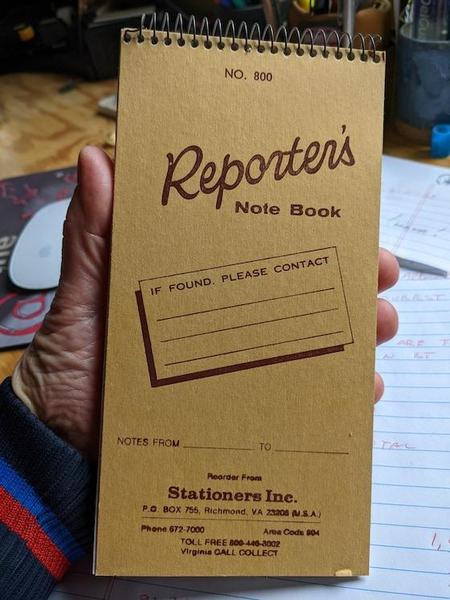 NO. 800
Reporter's
Note Book
IF FOUND, PLEASE CONTACT
NOTES FROM TO
Reorder From
Stationers Inc.
P.O. BOX 755, Richmond, VA 23206 (U.S.A.)
Phone 672-7000 Area Code 804
TOLL FREE 800-446-3002
Virginia CALL COLLECT